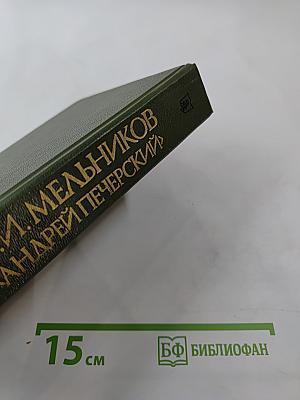 .И. МЕЛЬНИКОВ
(АНДРЕЙ ПЕЧЕРСКИЙ)
15 см
БФ БИБЛИОФАН